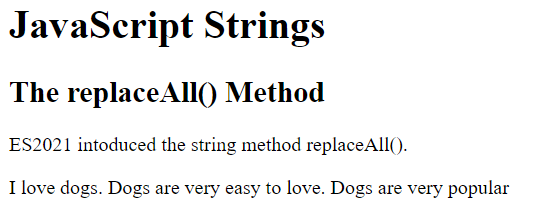 JavaScript Strings
The replaceAll() Method
ES2021 intoduced the string method replaceAll().
I love dogs. Dogs are very easy to love. Dogs are very popular